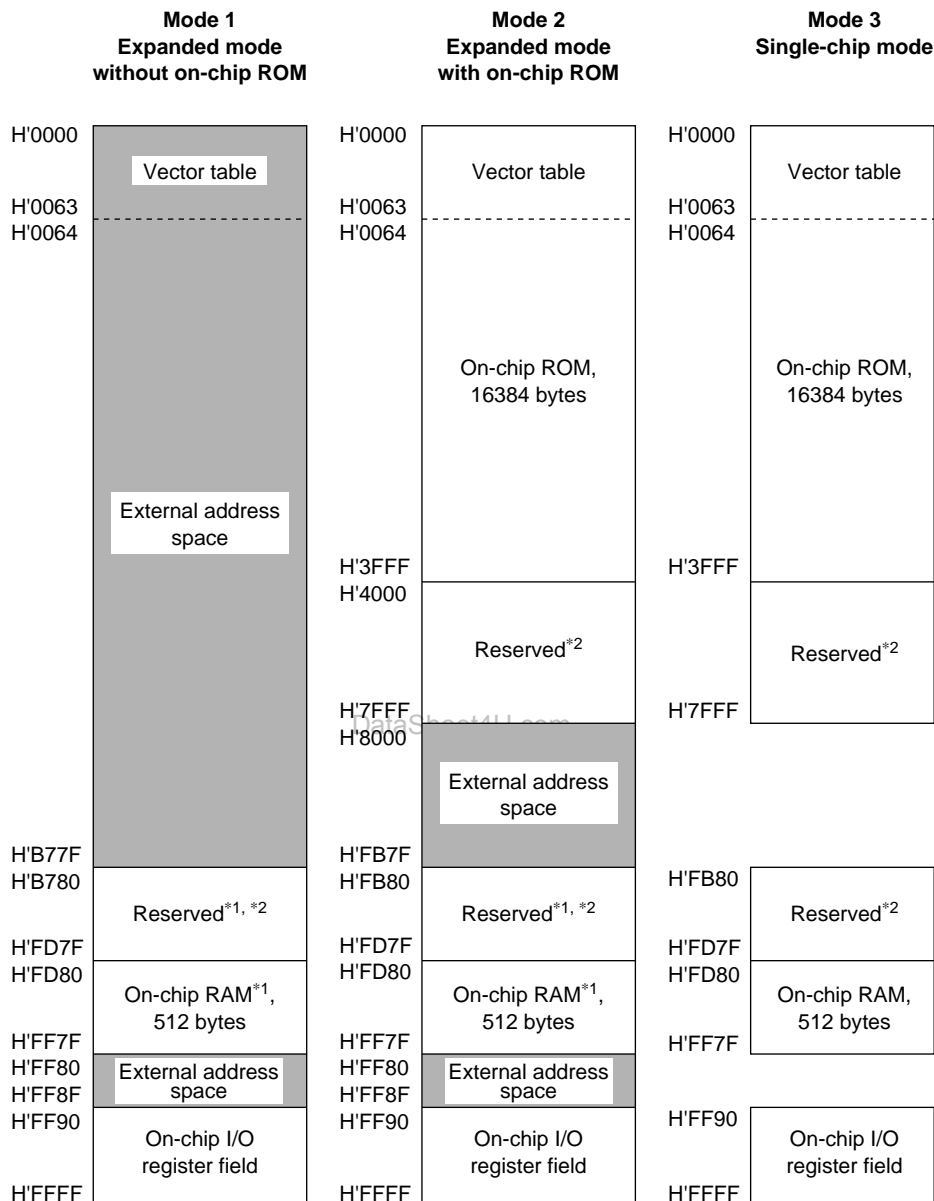 Mode 1
Expanded mode
without on-chip ROM
H'0000
Vector table
H'0063
H'0064
External address
space
H'B77F
H'B780
Reserved*1, *2
H'FD7F
H'FD80
On-chip RAM*1,
512 bytes
H'FF7F
H'FF80
External address
space
H'FF8F
H'FF90
On-chip I/O
register field
H'FFFF
Mode 2
Expanded mode
with on-chip ROM
H'0000
Vector table
H'0063
H'0064
On-chip ROM,
16384 bytes
H'3FFF
H'4000
Reserved*2
H'7FFF
DataSheet4U.com
H'8000
External address
space
H'FB7F
H'FB80
Reserved*1, *2
H'FD7F
H'FD80
On-chip RAM*1,
512 bytes
H'FF7F
H'FF80
External address
space
H'FF8F
H'FF90
On-chip I/O
register field
H'FFFF
Mode 3
Single-chip mode
H'0000
Vector table
H'0063
H'0064
On-chip ROM,
16384 bytes
H'3FFF
Reserved*2
H'7FFF
H'FB80
Reserved*2
H'FD7F
H'FD80
On-chip RAM,
512 bytes
H'FF7F
H'FF90
On-chip I/O
register field
H'FFFF